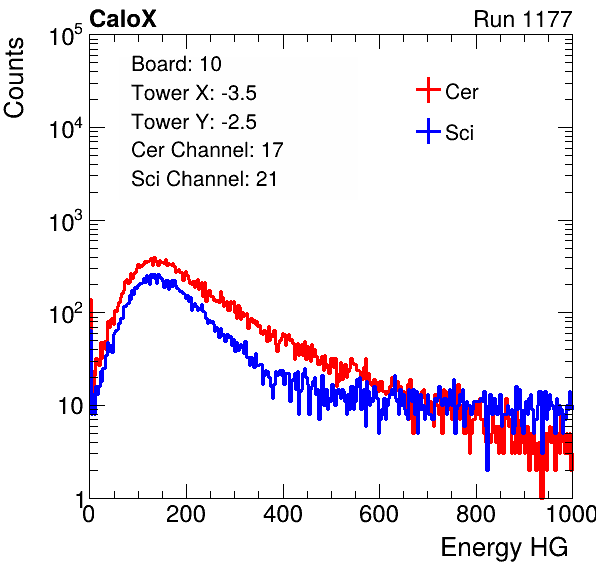 CaloX Run 1177
Counts
10^5
10^4
10^3
10^2
10
1
Board: 10
Tower X: -3.5
Tower Y: -2.5
Cer Channel: 17
Sci Channel: 21
Cer
Sci
0 200 400 600 800 1000
Energy HG